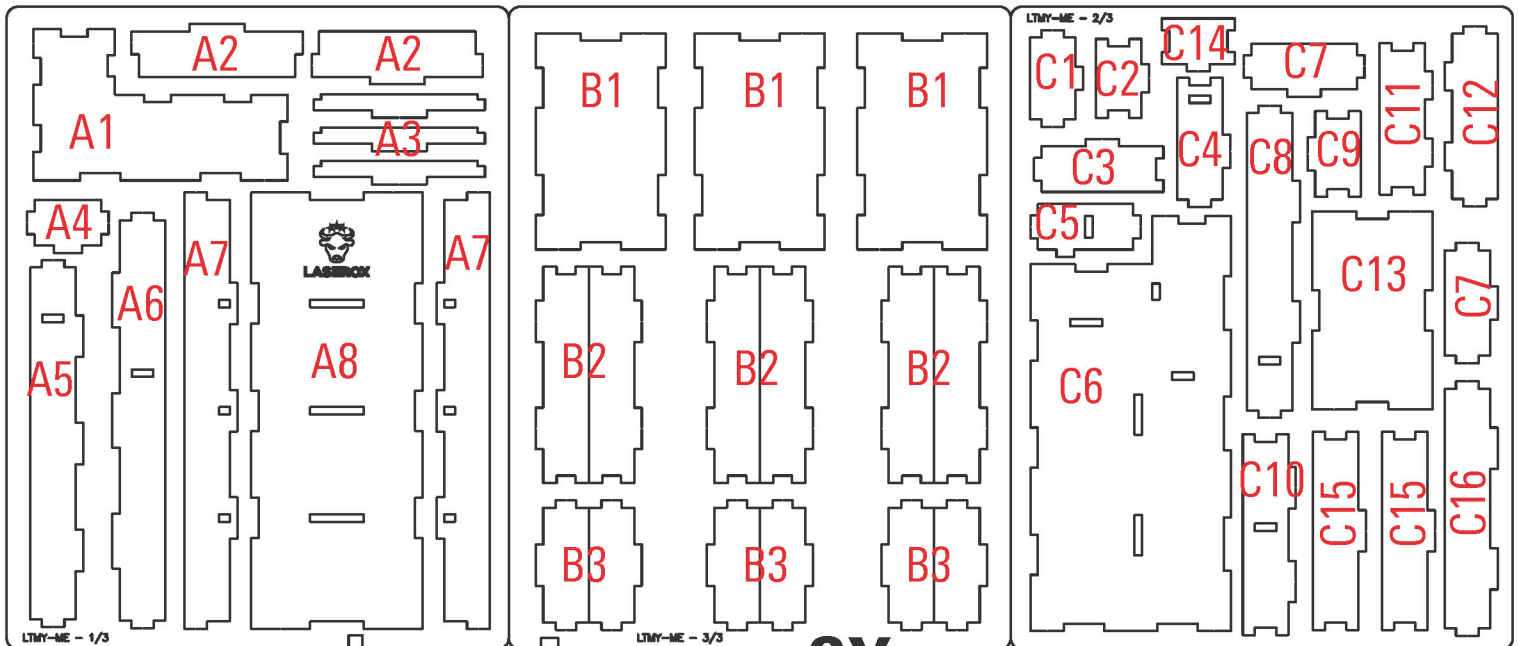 A1
A2
A2
A3
A4
A5
A6
A7
LASEROX
A8
A7
LTMY-ME - 1/3
B1
B1
B1
B2
B2
B2
B3
B3
B3
LTMY-ME - 3/3
LTMY-ME - 2/3
C1
C2
C14
C7
C11
C12
C3
C4
C8
C9
C5
C13
C7
C6
C10
C15
C15
C16